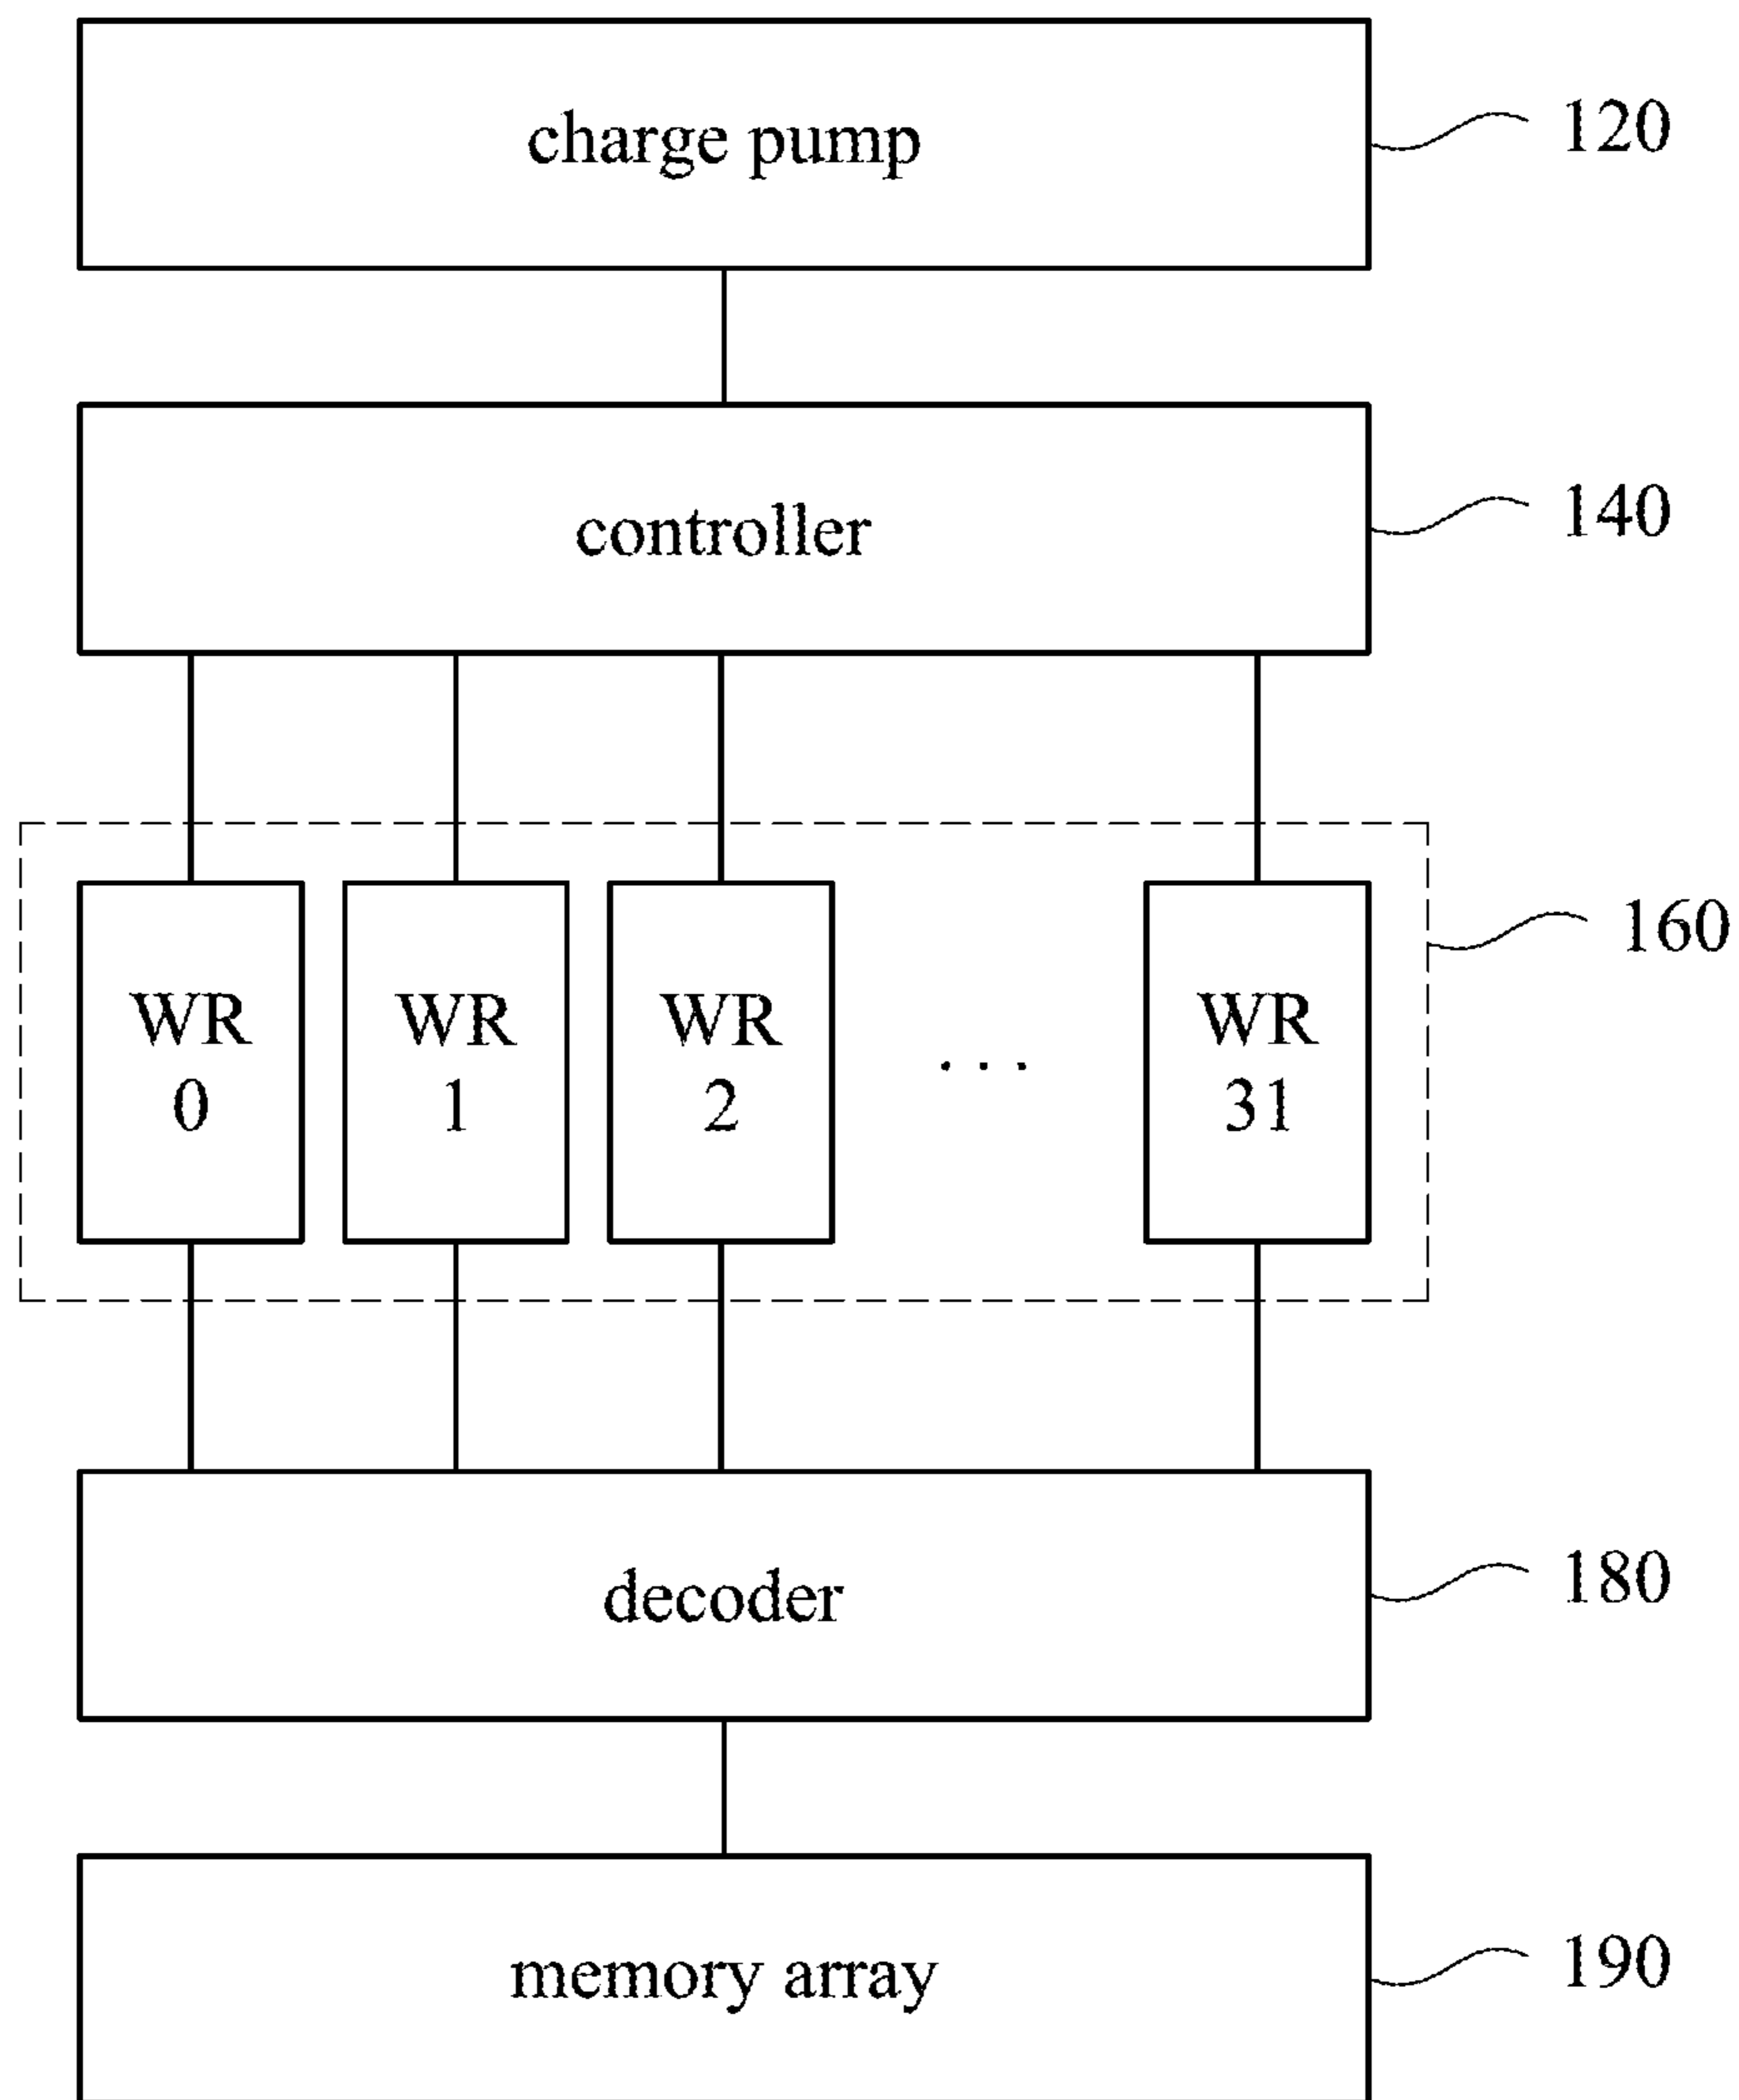 charge pump
120
controller
140
160
WR
0
WR
1
WR
2
...
WR
31
decoder
180
memory array
190